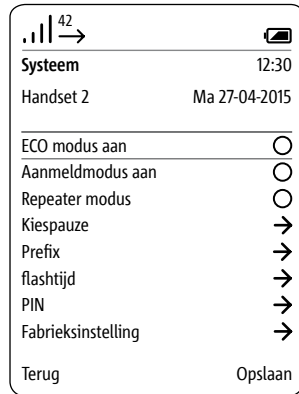 42
Systeem 12:30
Handset 2 Ma 27-04-2015
ECO modus aan
Aanmeldmodus aan
Repeater modus
Kiespauze
Prefix
flashtijd
PIN
Fabrieksinstelling
Terug Opslaan